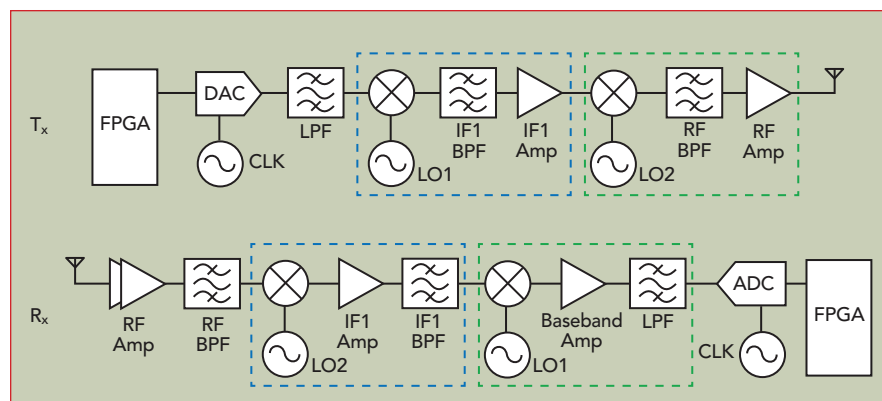 Tx
FPGA
DAC
CLK
LPF
LO1
IF1
BPF
IF1
Amp
LO2
RF
BPF
RF
Amp
Rx
RF
Amp
RF
BPF
LO2
IF1
Amp
IF1
BPF
LO1
Baseband
Amp
LPF
ADC
CLK
FPGA